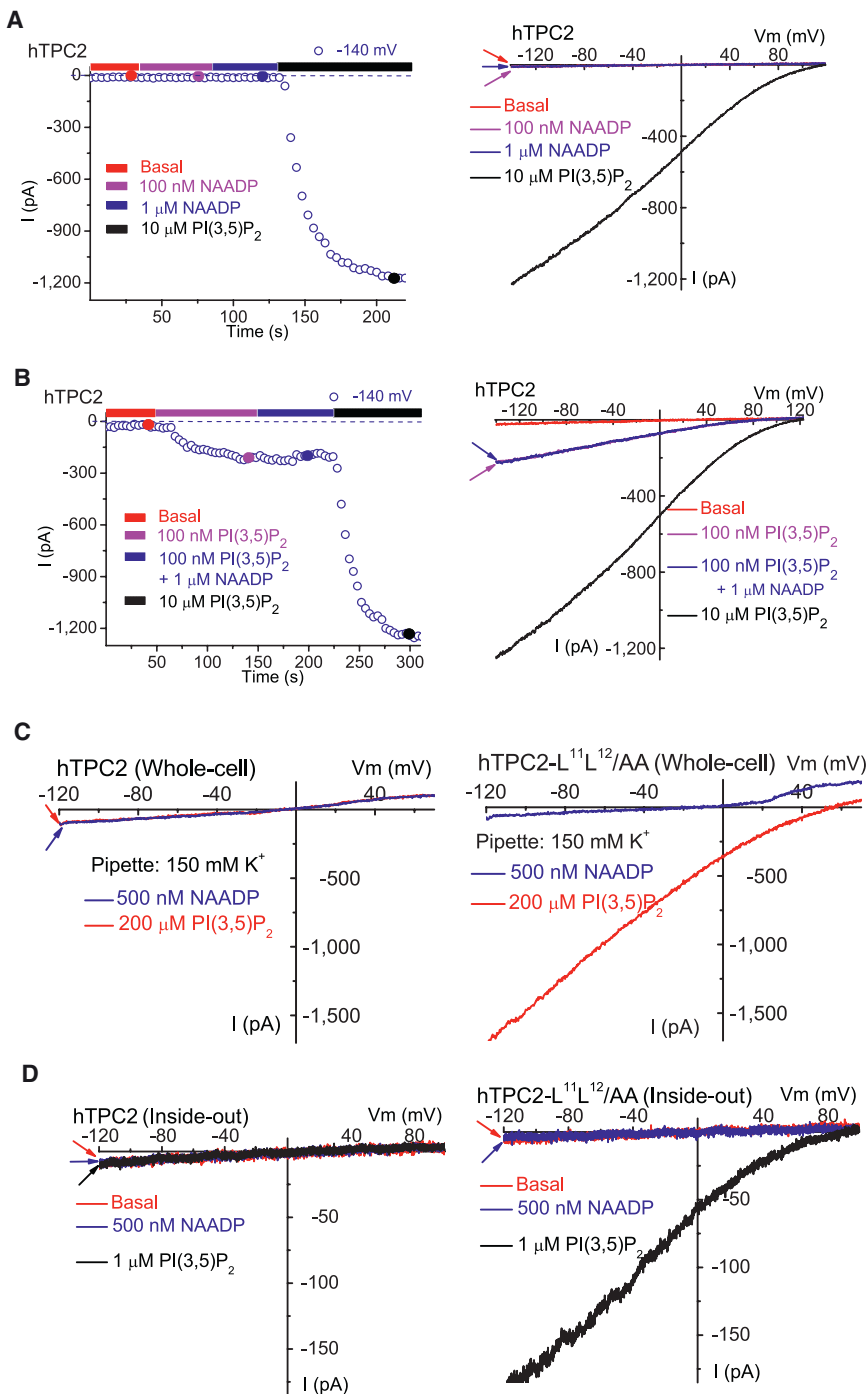 A
hTPC2
-140 mV
0
-300
-600
-900
-1,200
I (pA)
Basal
100 nM NAADP
1 μM NAADP
10 μM PI(3,5)P2
50 100 150 200
Time (s)
Vm (mV)
-120 -80 -40 40 80
hTPC2
Basal
100 nM NAADP
1 μM NAADP
10 μM PI(3,5)P2
-400
-800
-1,200
I (pA)
B
hTPC2
-140 mV
0
-300
-600
-900
-1,200
I (pA)
Basal
100 nM PI(3,5)P2
100 nM PI(3,5)P2
+ 1 μM NAADP
10 μM PI(3,5)P2
0 50 100 150 200 250 300
Time (s)
hTPC2
Vm (mV)
-120 -80 -40 0 40 80 120
-400
-800
-1,200
I (pA)
Basal
100 nM PI(3,5)P2
100 nM PI(3,5)P2
+ 1 μM NAADP
10 μM PI(3,5)P2
C
hTPC2 (Whole-cell)
Vm (mV)
-120 -80 -40 0 40
Pipette: 150 mM K+
500 nM NAADP
200 μM PI(3,5)P2
-500
-1,000
-1,500
I (pA)
hTPC2-L11L12/AA (Whole-cell)
Vm (mV)
-120 -80 -40 40
Pipette: 150 mM K+
500 nM NAADP
200 μM PI(3,5)P2
-500
-1,000
-1,500
I (pA)
D
hTPC2 (Inside-out)
Vm (mV)
-120 -80 -40 0 40 80
Basal
500 nM NAADP
1 μM PI(3,5)P2
-50
-100
-150
I (pA)
hTPC2-L11L12/AA (Inside-out)
Vm (mV)
-120 -80 -40 0 40 80
Basal
500 nM NAADP
1 μM PI(3,5)P2
-50
-100
-150
I (pA)